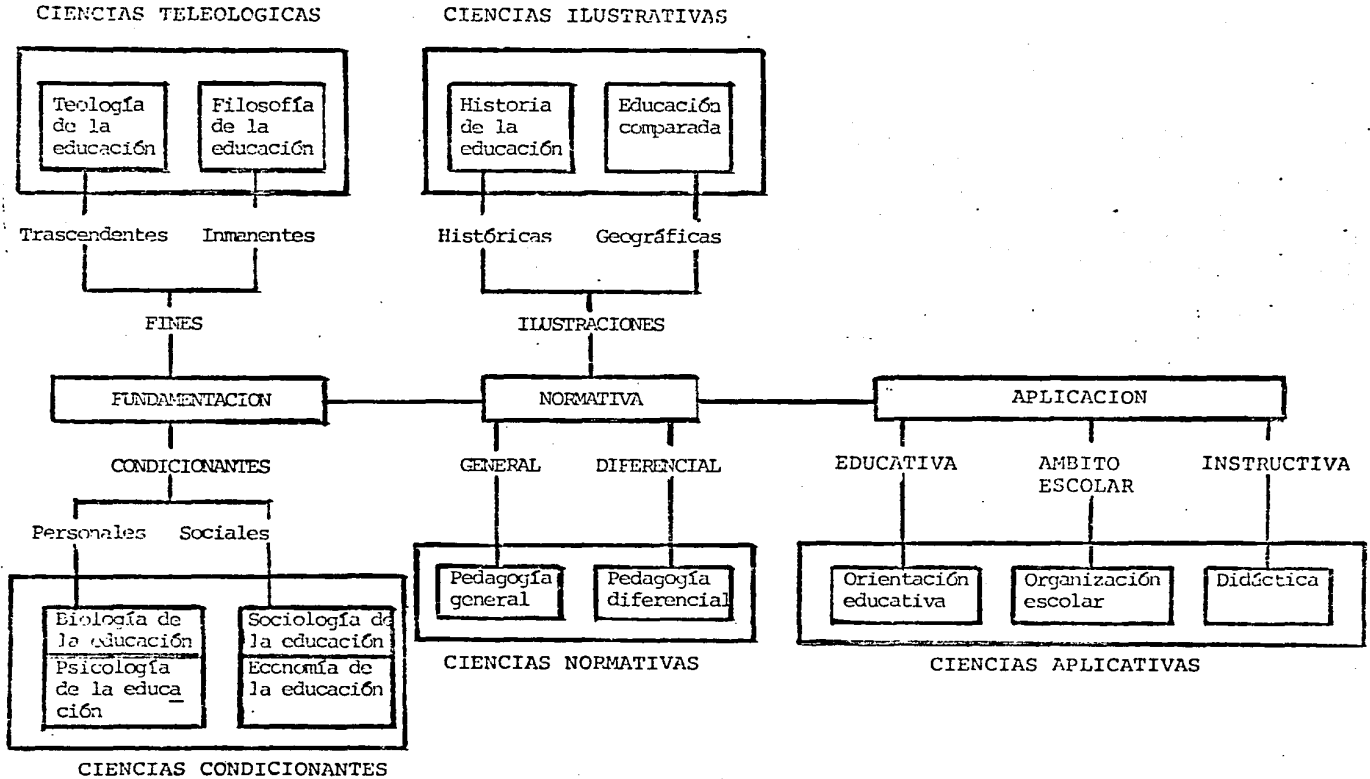 CIENCIAS TELEOLOGICAS
CIENCIAS ILUSTRATIVAS
Teología
de la
educación
Filosofía
de la
educación
Historia
de la
educación
Educación
comparada
Trascendentes
Inmanentes
Históricas
Geográficas
FINES
ILUSTRACIONES
FUNDAMENTACION
NORMATIVA
APLICACION
CONDICIONANTES
GENERAL
DIFERENCIAL
EDUCATIVA
AMBITO
ESCOLAR
INSTRUCTIVA
Personales
Sociales
Biología de
la educación
Psicología
de la educa
ción
Sociología de
la educación
Economía de
la educación
Pedagogía
general
Pedagogía
diferencial
Orientación
educativa
Organización
escolar
Didáctica
CIENCIAS NORMATIVAS
CIENCIAS APLICATIVAS
CIENCIAS CONDICIONANTES